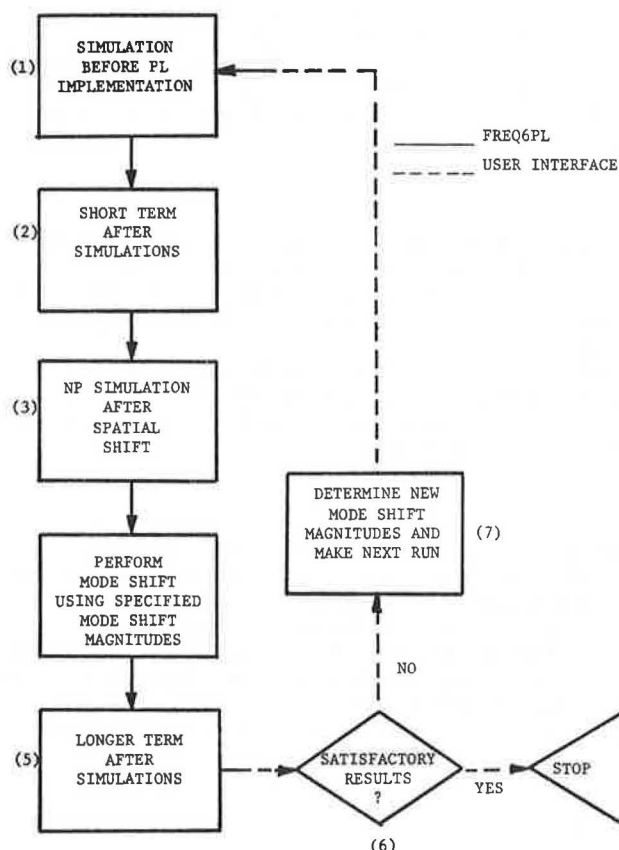 (1)
SIMULATION
BEFORE PL
IMPLEMENTATION
FREQ6PL
USER INTERFACE
(2)
SHORT TERM
AFTER
SIMULATIONS
(3)
NP SIMULATION
AFTER
SPATIAL
SHIFT
PERFORM
MODE SHIFT
USING SPECIFIED
MODE SHIFT
MAGNITUDES
DETERMINE NEW
MODE SHIFT
MAGNITUDES AND
MAKE NEXT RUN
(7)
NO
(5)
LONGER TERM
AFTER
SIMULATIONS
SATISFACTORY
RESULTS
?
(6)
YES
STOP